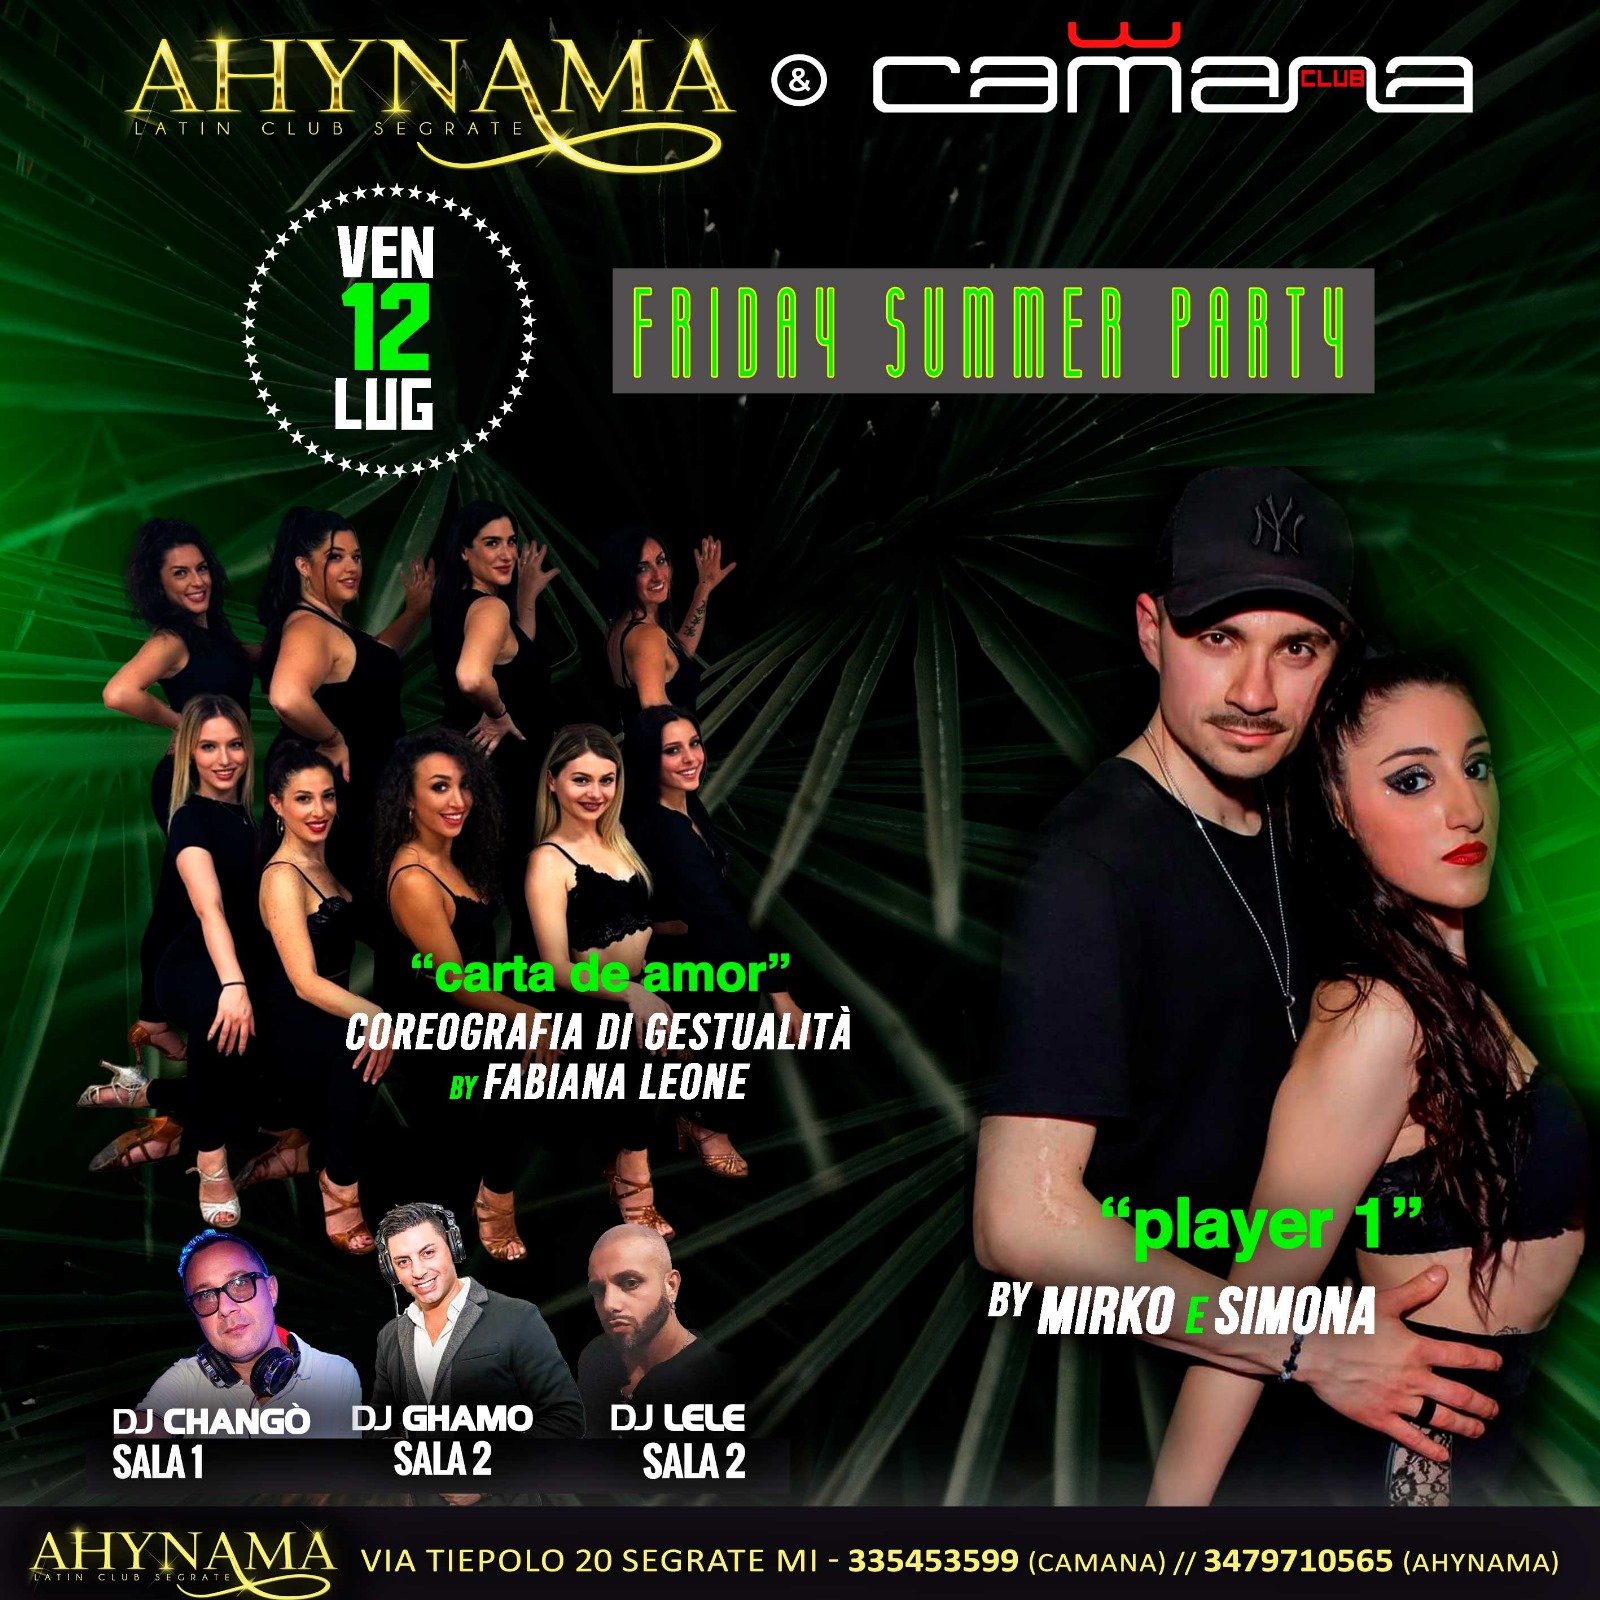 AHYNAMA
LATIN CLUB SEGRATE
&
camana
CLUB
VEN
12
LUG
FRIDAY SUMMER PARTY
NY
“carta de amor”
COREOGRAFIA DI GESTUALITÀ
BY FABIANA LEONE
“player 1”
BY MIRKO E SIMONA
DJ CHANGÒ
SALA 1
DJ GHAMO
SALA 2
DJ LELE
SALA 2
AHYNAMA
LATIN CLUB SEGRATE
VIA TIEPOLO 20 SEGRATE MI - 335453599 (CAMANA) // 3479710565 (AHYNAMA)